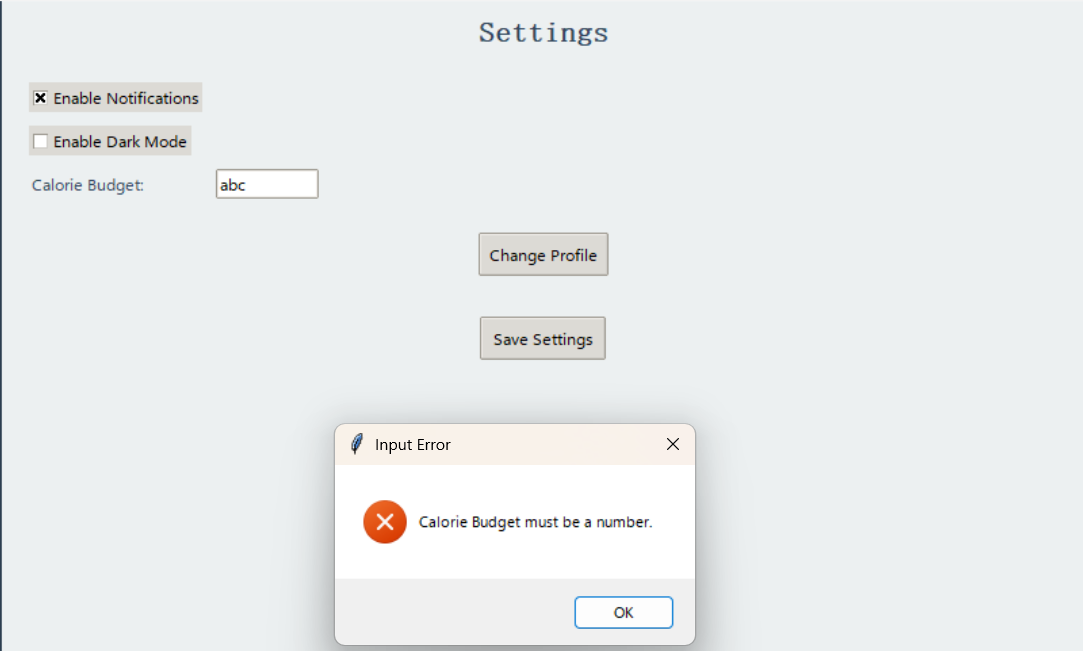 Settings
Enable Notifications
Enable Dark Mode
Calorie Budget: abc
Change Profile
Save Settings
Input Error
Calorie Budget must be a number.
OK